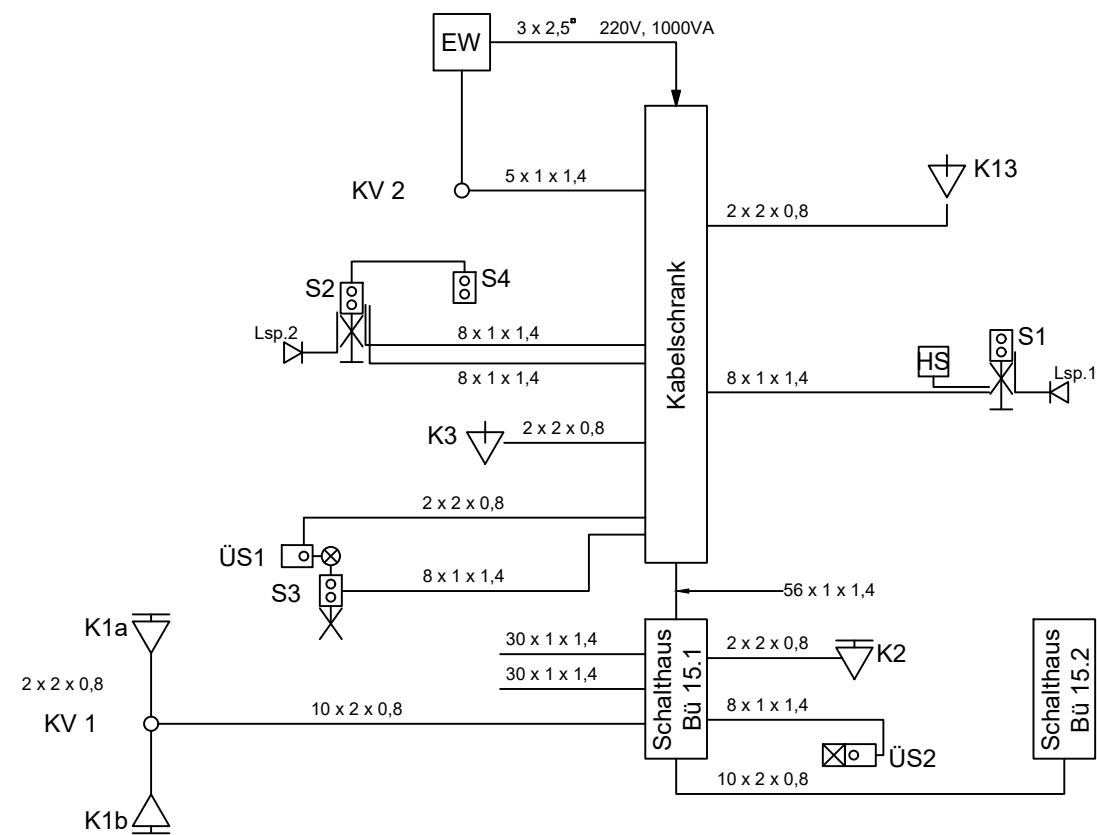 3 x 2,5▫ 220V, 1000VA
EW
KV 2
5 x 1 x 1,4
K13
2 x 2 x 0,8
Kabelschrank
S2
S4
Lsp.2
8 x 1 x 1,4
8 x 1 x 1,4
HS
S1
Lsp.1
8 x 1 x 1,4
K3
2 x 2 x 0,8
2 x 2 x 0,8
ÜS1
S3
8 x 1 x 1,4
56 x 1 x 1,4
K1a
2 x 2 x 0,8
KV 1
K1b
10 x 2 x 0,8
30 x 1 x 1,4
30 x 1 x 1,4
Schalthaus
Bü 15.1
2 x 2 x 0,8
K2
8 x 1 x 1,4
ÜS2
10 x 2 x 0,8
Schalthaus
Bü 15.2